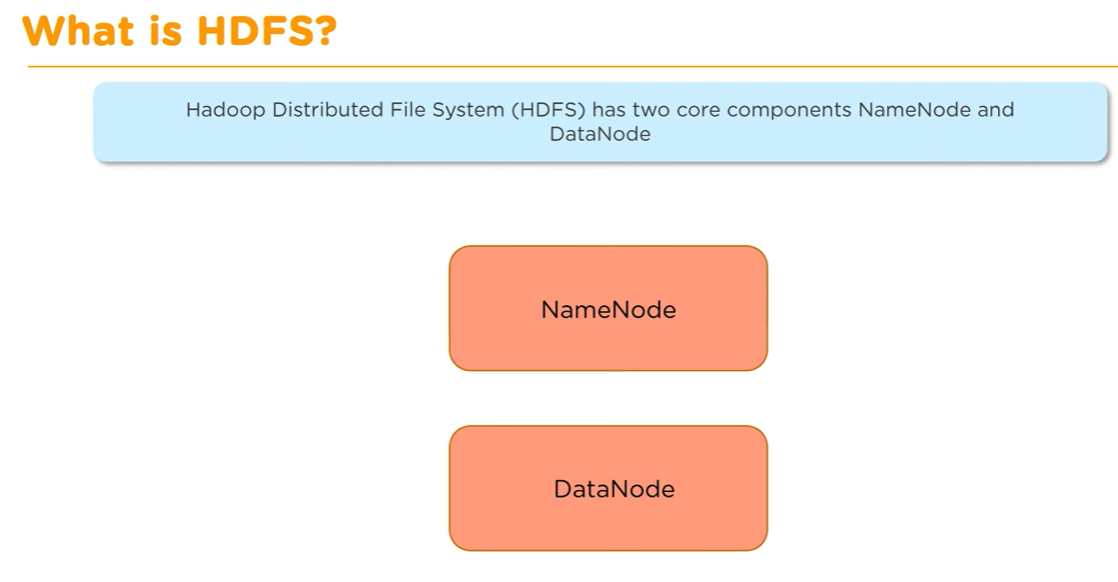 What is HDFS?
Hadoop Distributed File System (HDFS) has two core components NameNode and
DataNode
NameNode
DataNode